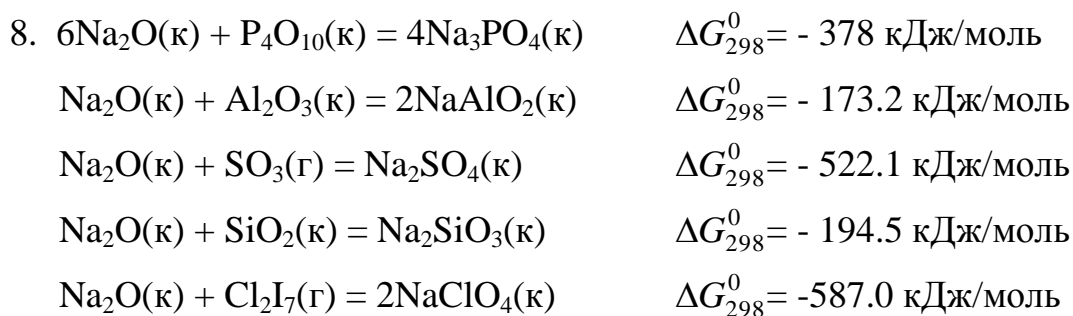 8. 6Na₂O(к) + P₄O₁₀(к) = 4Na₃PO₄(к) ΔG⁰₂₉₈= - 378 кДж/моль
Na₂O(к) + Al₂O₃(к) = 2NaAlO₂(к) ΔG⁰₂₉₈= - 173.2 кДж/моль
Na₂O(к) + SO₃(г) = Na₂SO₄(к) ΔG⁰₂₉₈= - 522.1 кДж/моль
Na₂O(к) + SiO₂(к) = Na₂SiO₃(к) ΔG⁰₂₉₈= - 194.5 кДж/моль
Na₂O(к) + Cl₂I₇(г) = 2NaClO₄(к) ΔG⁰₂₉₈= -587.0 кДж/моль